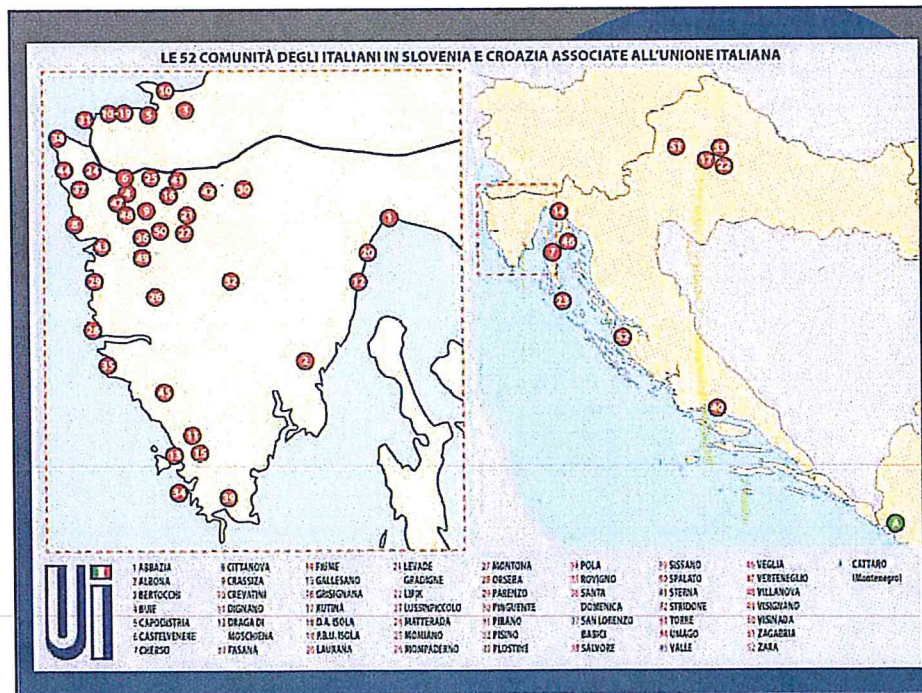 LE 52 COMUNITÀ DEGLI ITALIANI IN SLOVENIA E CROAZIA ASSOCIATE ALL'UNIONE ITALIANA
Ui
1 ABBAZIA
2 ALBONA
3 BERTOCCHI
4 BUIE
5 CAPODISTRIA
6 CASTELVENERE
7 CHERSO
8 CITTANOVA
9 CRASSIZA
10 CREVATINI
11 DIGNANO
12 DRAGA DI
MOSCHIENA
13 FASANA
14 FIUME
15 GALLESANO
16 GRISIGNANA
17 KUTINA
18 D.A. ISOLA
19 P.B.U. ISOLA
20 LAURANA
21 LEVADE
GRADIGNE
22 LIPIK
23 LUSSINPICCOLO
24 MATTERADA
25 MOMIANO
26 MOMPADERNO
27 MONTONA
28 ORSERA
29 PARENZO
30 PINGUENTE
31 PIRANO
32 PISINO
33 PLOSTINE
34 POLA
35 ROVIGNO
36 SANTA
DOMENICA
37 SAN LORENZO
BABICI
38 SALVORE
39 SISSANO
40 SPALATO
41 STERNA
42 STRIDONE
43 TORRE
44 UMAGO
45 VALLE
46 VEGLIA
47 VERTENEGLIO
48 VILLANOVA
49 VISIGNANO
50 VISINADA
51 ZAGABRIA
52 ZARA
A CATTARO
(Montenegro)